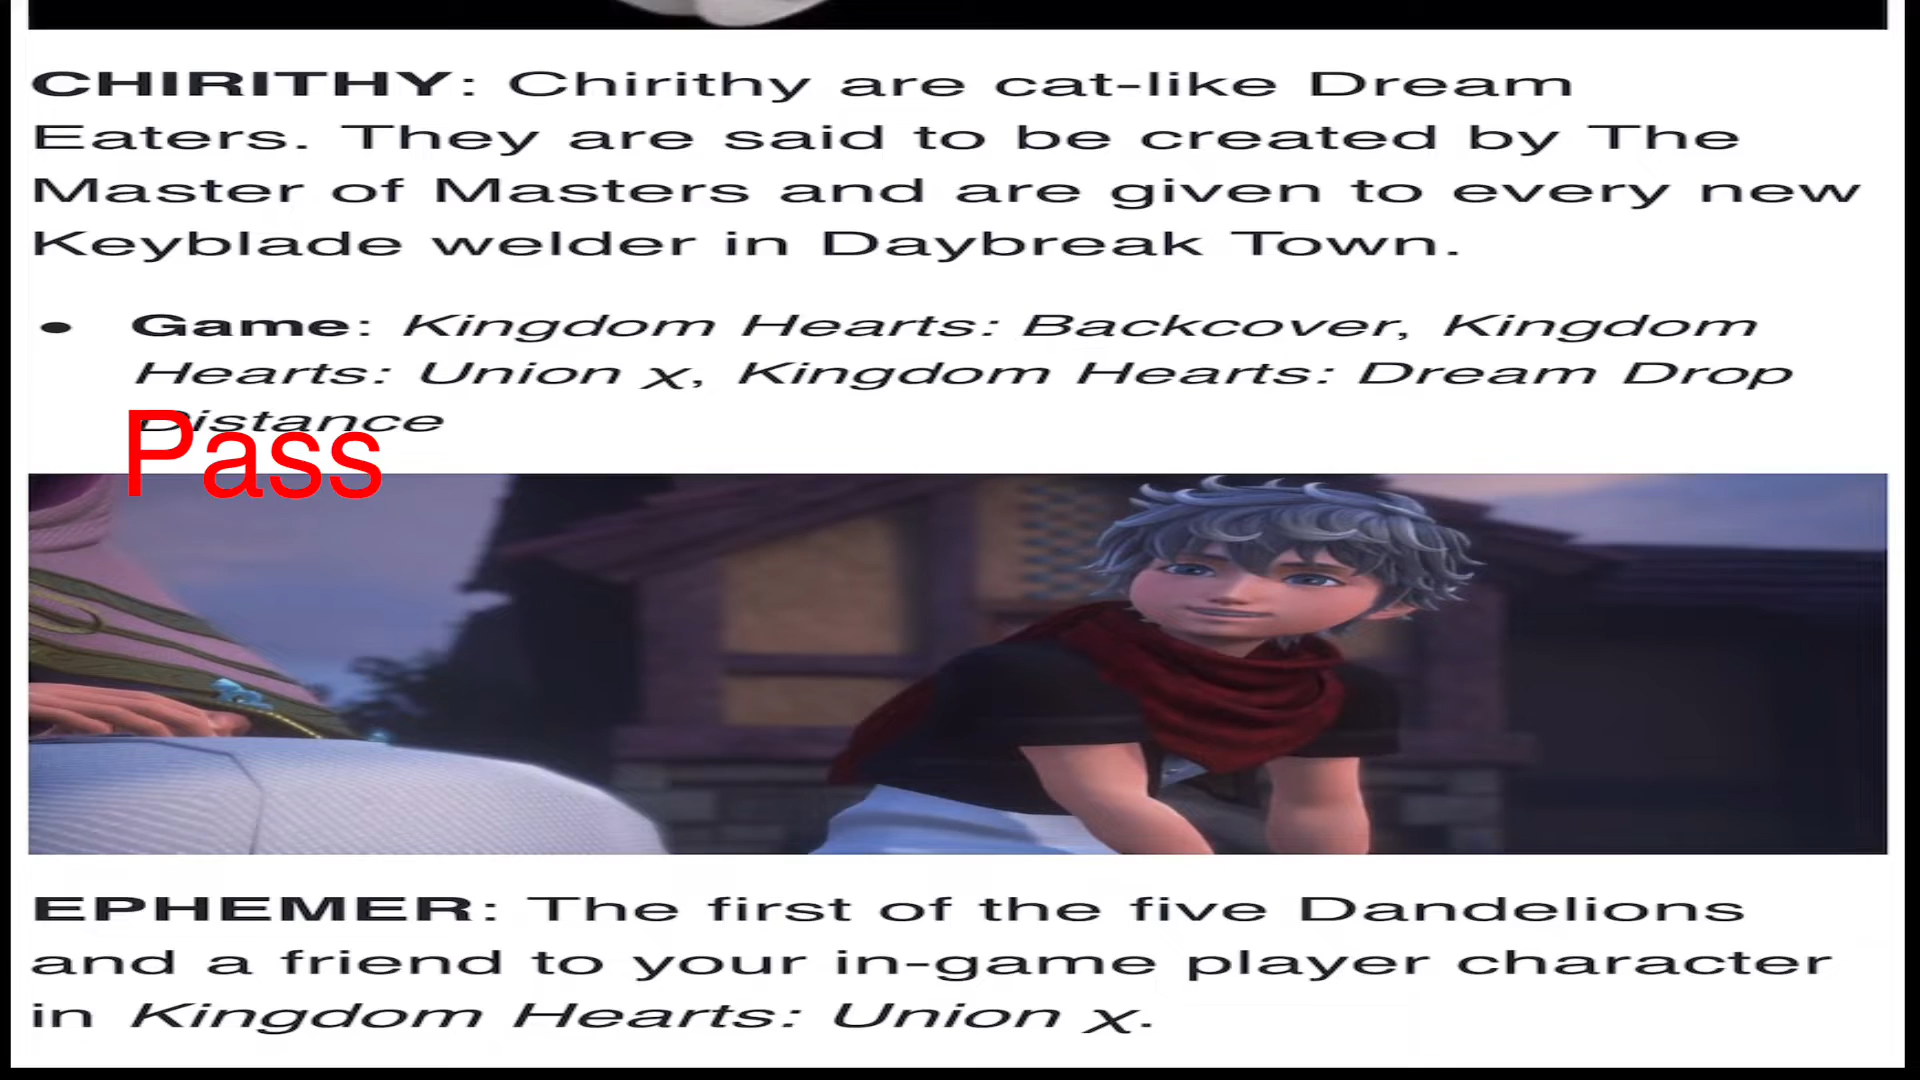 CHIRITHY: Chirithy are cat-like Dream
Eaters. They are said to be created by The
Master of Masters and are given to every new
Keyblade welder in Daybreak Town.
• Game: Kingdom Hearts: Backcover, Kingdom
Hearts: Union χ, Kingdom Hearts: Dream Drop
Distance
Pass
EPHEMER: The first of the five Dandelions
and a friend to your in-game player character
in Kingdom Hearts: Union χ.